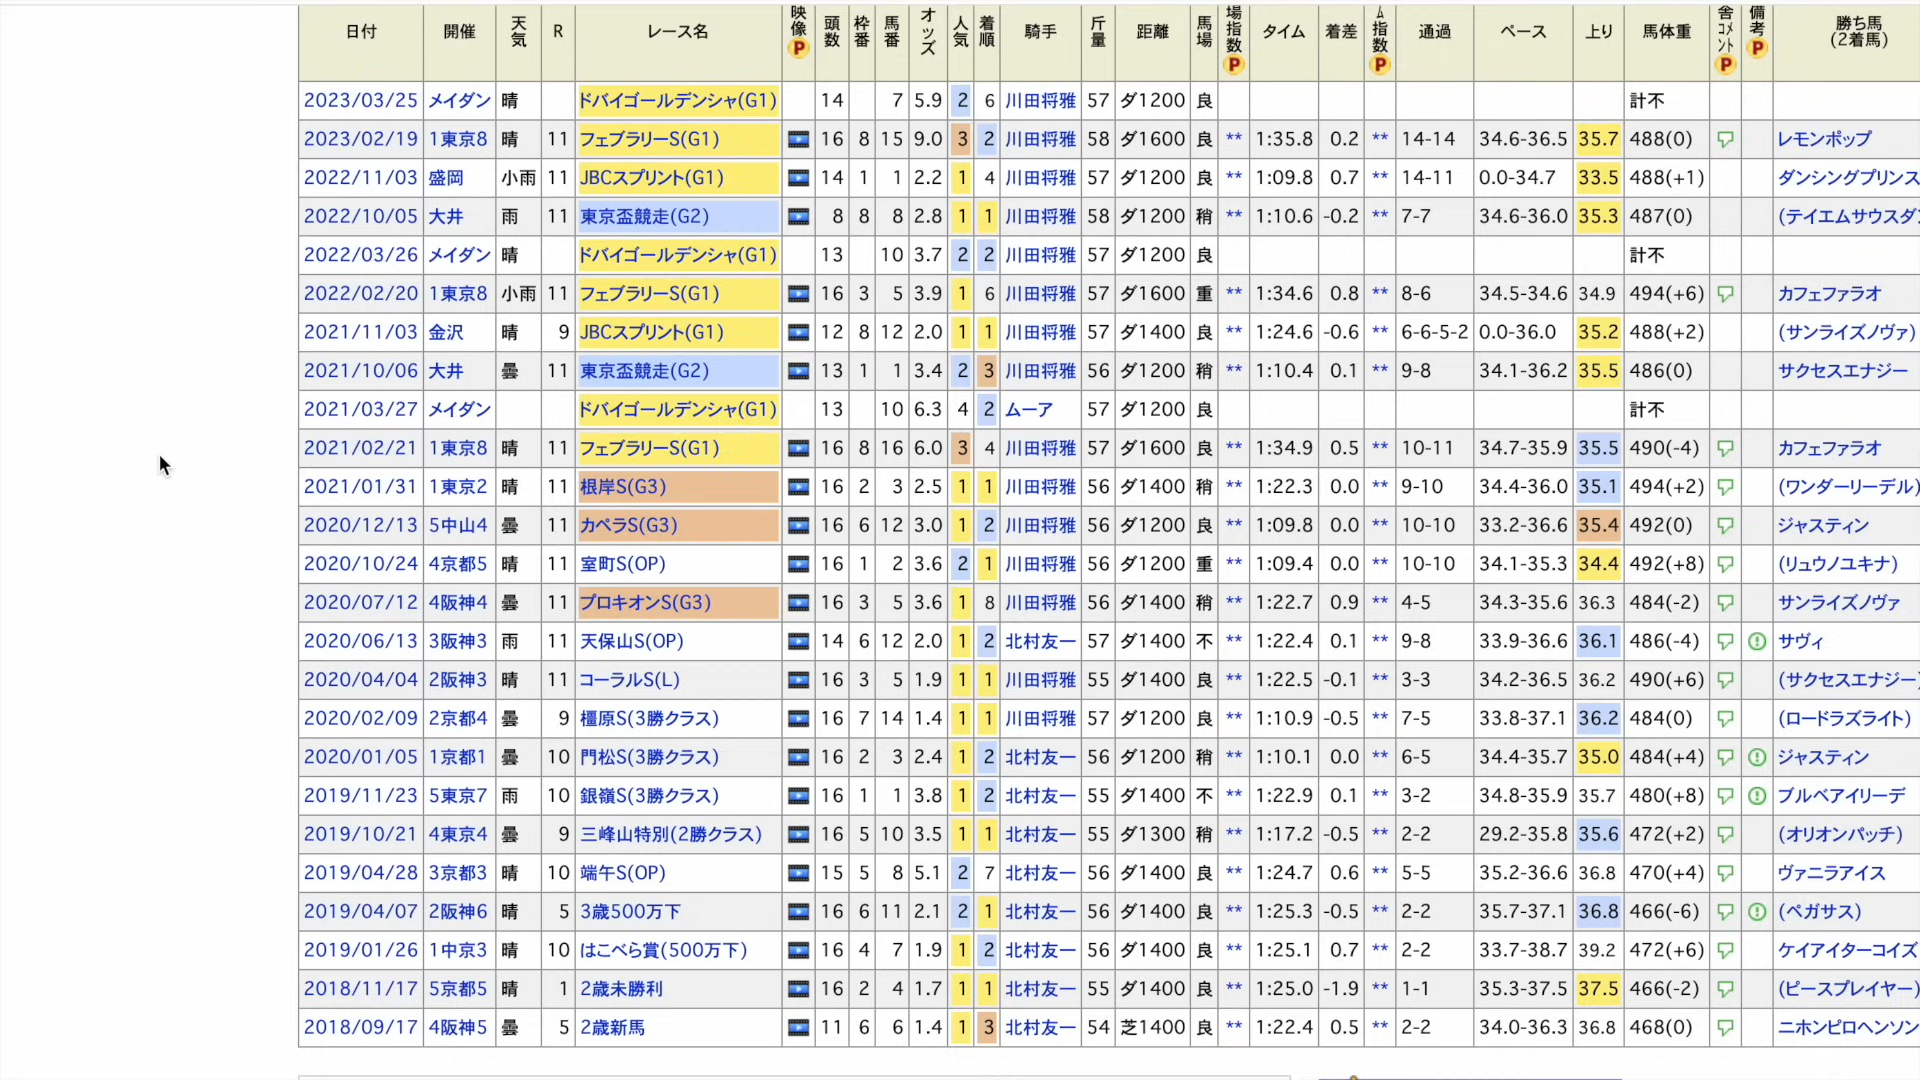 日付 開催 天気 R レース名 映像 P 頭数 枠番 馬番 オッズ 人気 着順 騎手 斤量 距離 馬場 場指数 P タイム 着差 ム指数 P 通過 ペース 上り 馬体重 舎コメント P 備考 P 勝ち馬(2着馬)
2023/03/25 メイダン 晴 ドバイゴールデンシャ(G1) 14 7 5.9 2 6 川田将雅 57 ダ1200 良 計不
2023/02/19 1東京8 晴 11 フェブラリーS(G1) 16 8 15 9.0 3 2 川田将雅 58 ダ1600 良 ** 1:35.8 0.2 ** 14-14 34.6-36.5 35.7 488(0) レモンポップ
2022/11/03 盛岡 小雨 11 JBCスプリント(G1) 14 1 1 2.2 1 4 川田将雅 57 ダ1200 良 ** 1:09.8 0.7 ** 14-11 0.0-34.7 33.5 488(+1) ダンシングプリンス
2022/10/05 大井 雨 11 東京盃競走(G2) 8 8 8 2.8 1 1 川田将雅 58 ダ1200 稍 ** 1:10.6 -0.2 ** 7-7 34.6-36.0 35.3 487(0) (テイエムサウスダ
2022/03/26 メイダン 晴 ドバイゴールデンシャ(G1) 13 10 3.7 2 2 川田将雅 57 ダ1200 良 計不
2022/02/20 1東京8 小雨 11 フェブラリーS(G1) 16 3 5 3.9 1 6 川田将雅 57 ダ1600 重 ** 1:34.6 0.8 ** 8-6 34.5-34.6 34.9 494(+6) カフェファラオ
2021/11/03 金沢 晴 9 JBCスプリント(G1) 12 8 12 2.0 1 1 川田将雅 57 ダ1400 良 ** 1:24.6 -0.6 ** 6-6-5-2 0.0-36.0 35.2 488(+2) (サンライズノヴァ)
2021/10/06 大井 曇 11 東京盃競走(G2) 13 1 1 3.4 2 3 川田将雅 56 ダ1200 稍 ** 1:10.4 0.1 ** 9-8 34.1-36.2 35.5 486(0) サクセスエナジー
2021/03/27 メイダン ドバイゴールデンシャ(G1) 13 10 6.3 4 2 ムーア 57 ダ1200 良 計不
2021/02/21 1東京8 晴 11 フェブラリーS(G1) 16 8 16 6.0 3 4 川田将雅 57 ダ1600 良 ** 1:34.9 0.5 ** 10-11 34.7-35.9 35.5 490(-4) カフェファラオ
2021/01/31 1東京2 晴 11 根岸S(G3) 16 2 3 2.5 1 1 川田将雅 56 ダ1400 稍 ** 1:22.3 0.0 ** 9-10 34.4-36.0 35.1 494(+2) (ワンダーリーデル)
2020/12/13 5中山4 曇 11 カペラS(G3) 16 6 12 3.0 1 2 川田将雅 56 ダ1200 良 ** 1:09.8 0.0 ** 10-10 33.2-36.6 35.4 492(0) ジャスティン
2020/10/24 4京都5 晴 11 室町S(OP) 16 1 2 3.6 2 1 川田将雅 56 ダ1200 重 ** 1:09.4 0.0 ** 10-10 34.1-35.3 34.4 492(+8) (リュウノユキナ)
2020/07/12 4阪神4 曇 11 プロキオンS(G3) 16 3 5 3.6 1 8 川田将雅 56 ダ1400 稍 ** 1:22.7 0.9 ** 4-5 34.3-35.6 36.3 484(-2) サンライズノヴァ
2020/06/13 3阪神3 雨 11 天保山S(OP) 14 6 12 2.0 1 2 北村友一 57 ダ1400 不 ** 1:22.4 0.1 ** 9-8 33.9-36.6 36.1 486(-4) サヴィ
2020/04/04 2阪神3 晴 11 コーラルS(L) 16 3 5 1.9 1 1 川田将雅 55 ダ1400 良 ** 1:22.5 -0.1 ** 3-3 34.2-36.5 36.2 490(+6) (サクセスエナジー)
2020/02/09 2京都4 曇 9 橿原S(3勝クラス) 16 7 14 1.4 1 1 川田将雅 57 ダ1200 良 ** 1:10.9 -0.5 ** 7-5 33.8-37.1 36.2 484(0) (ロードラズライト)
2020/01/05 1京都1 曇 10 門松S(3勝クラス) 16 2 3 2.4 1 2 北村友一 56 ダ1200 稍 ** 1:10.1 0.0 ** 6-5 34.4-35.7 35.0 484(+4) ジャスティン
2019/11/23 5東京7 雨 10 銀嶺S(3勝クラス) 16 1 1 3.8 1 2 北村友一 55 ダ1400 不 ** 1:22.9 0.1 ** 3-2 34.8-35.9 35.7 480(+8) ブルベアイリーデ
2019/10/21 4東京4 曇 9 三峰山特別(2勝クラス) 16 5 10 3.5 1 1 北村友一 55 ダ1300 稍 ** 1:17.2 -0.5 ** 2-2 29.2-35.8 35.6 472(+2) (オリオンパッチ)
2019/04/28 3京都3 晴 10 端午S(OP) 15 5 8 5.1 2 7 北村友一 56 ダ1400 良 ** 1:24.7 0.6 ** 5-5 35.2-36.6 36.8 470(+4) ヴァニラアイス
2019/04/07 2阪神6 晴 5 3歳500万下 16 6 11 2.1 2 1 北村友一 56 ダ1400 良 ** 1:25.3 -0.5 ** 2-2 35.7-37.1 36.8 466(-6) (ペガサス)
2019/01/26 1中京3 晴 10 はこべら賞(500万下) 16 4 7 1.9 1 2 北村友一 56 ダ1400 良 ** 1:25.1 0.7 ** 2-2 33.7-38.7 39.2 472(+6) ケイアイターコイズ
2018/11/17 5京都5 晴 1 2歳未勝利 16 2 4 1.7 1 1 北村友一 55 ダ1400 良 ** 1:25.0 -1.9 ** 1-1 35.3-37.5 37.5 466(-2) (ピースプレイヤー)
2018/09/17 4阪神5 曇 5 2歳新馬 11 6 6 1.4 1 3 北村友一 54 芝1400 良 ** 1:22.4 0.5 ** 2-2 34.0-36.3 36.8 468(0) ニホンピロヘンソン